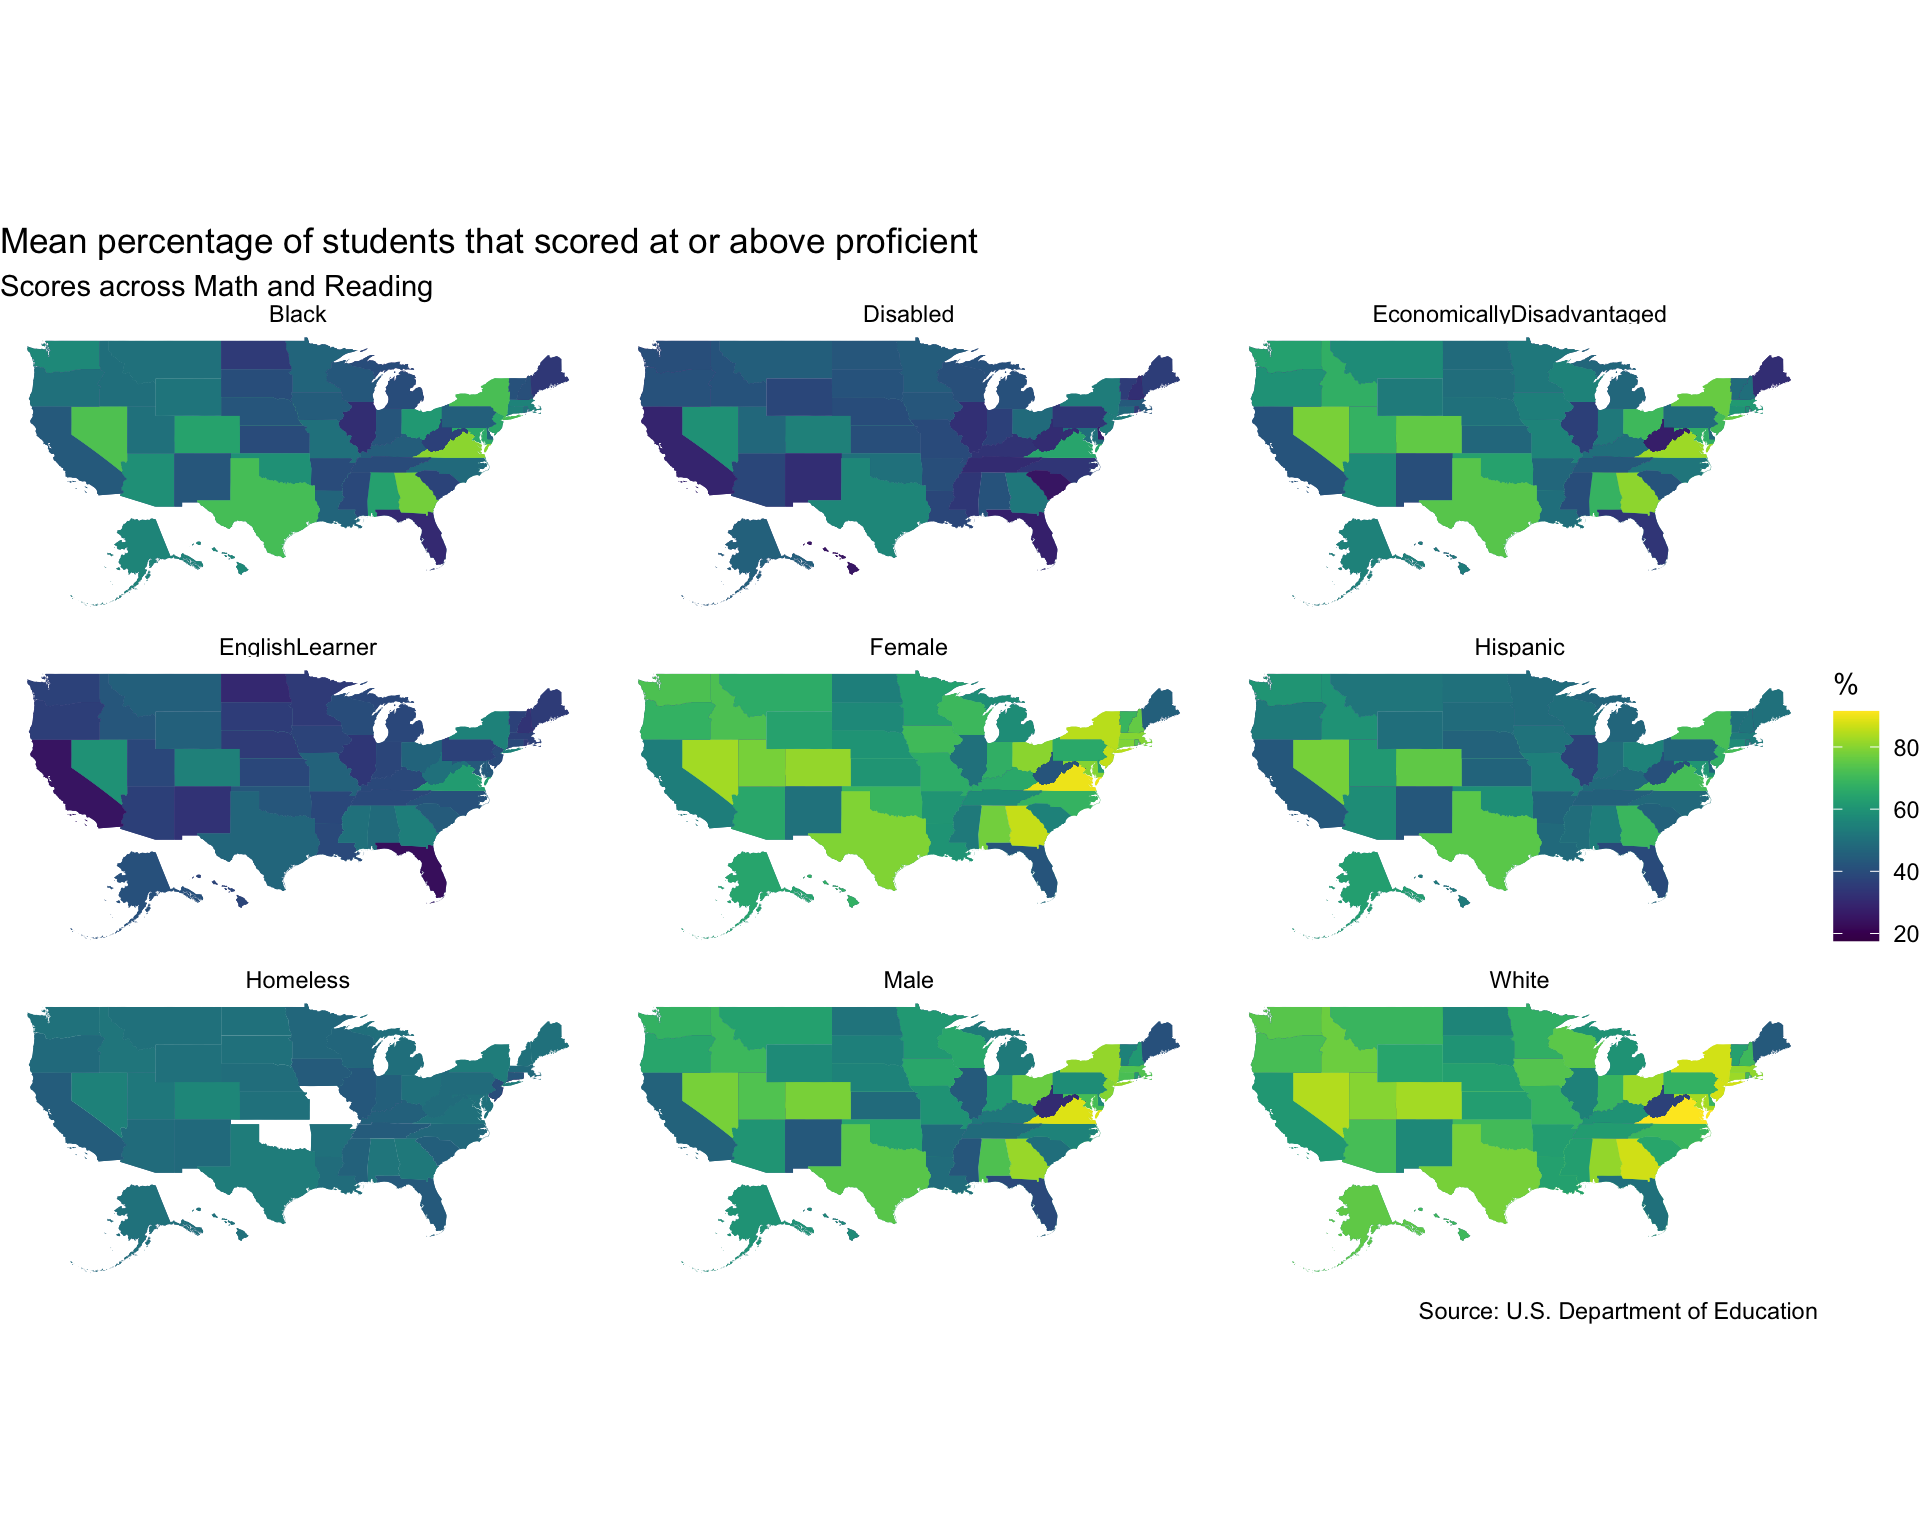 Mean percentage of students that scored at or above proficient
Scores across Math and Reading
Black
Disabled
EconomicallyDisadvantaged
EnglishLearner
Female
Hispanic
%
80
60
40
20
Homeless
Male
White
Source: U.S. Department of Education